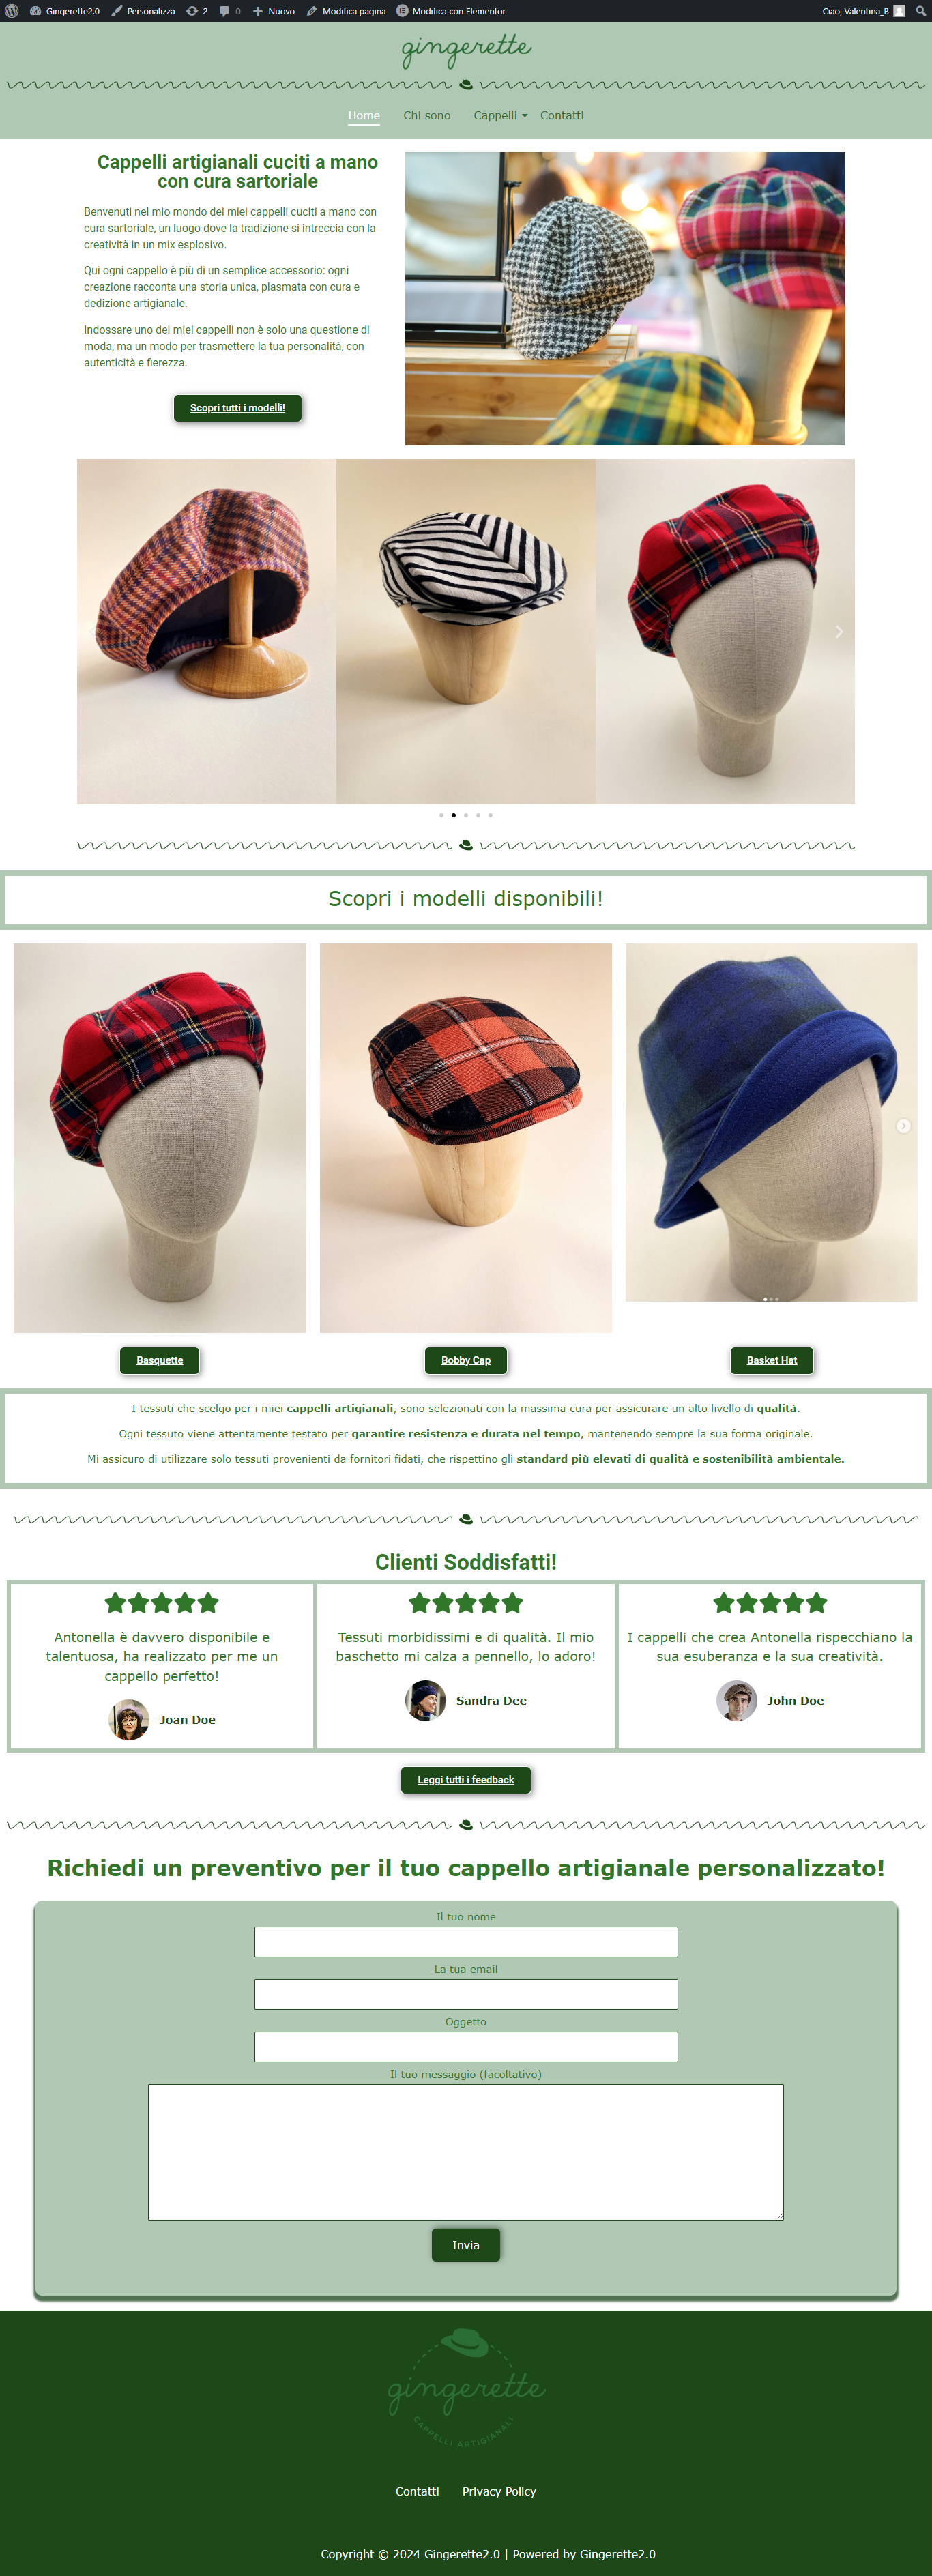 Gingerette2.0 Personalizza 2 0 Nuovo Modifica pagina Modifica con Elementor Ciao, Valentina_B
gingerette
Home Chi sono Cappelli Contatti
Cappelli artigianali cuciti a mano
con cura sartoriale
Benvenuti nel mio mondo dei miei cappelli cuciti a mano con
cura sartoriale, un luogo dove la tradizione si intreccia con la
creatività in un mix esplosivo.
Qui ogni cappello è più di un semplice accessorio: ogni
creazione racconta una storia unica, plasmata con cura e
dedizione artigianale.
Indossare uno dei miei cappelli non è solo una questione di
moda, ma un modo per trasmettere la tua personalità, con
autenticità e fierezza.
Scopri tutti i modelli!
Scopri i modelli disponibili!
Basquette
Bobby Cap
Basket Hat
I tessuti che scelgo per i miei cappelli artigianali, sono selezionati con la massima cura per assicurare un alto livello di qualità.
Ogni tessuto viene attentamente testato per garantire resistenza e durata nel tempo, mantenendo sempre la sua forma originale.
Mi assicuro di utilizzare solo tessuti provenienti da fornitori fidati, che rispettino gli standard più elevati di qualità e sostenibilità ambientale.
Clienti Soddisfatti!
Antonella è davvero disponibile e
talentuosa, ha realizzato per me un
cappello perfetto!
Joan Doe
Tessuti morbidissimi e di qualità. Il mio
baschetto mi calza a pennello, lo adoro!
Sandra Dee
I cappelli che crea Antonella rispecchiano la
sua esuberanza e la sua creatività.
John Doe
Leggi tutti i feedback
Richiedi un preventivo per il tuo cappello artigianale personalizzato!
Il tuo nome
La tua email
Oggetto
Il tuo messaggio (facoltativo)
Invia
gingerette
CAPPELLI ARTIGIANALI
Contatti Privacy Policy
Copyright © 2024 Gingerette2.0 | Powered by Gingerette2.0